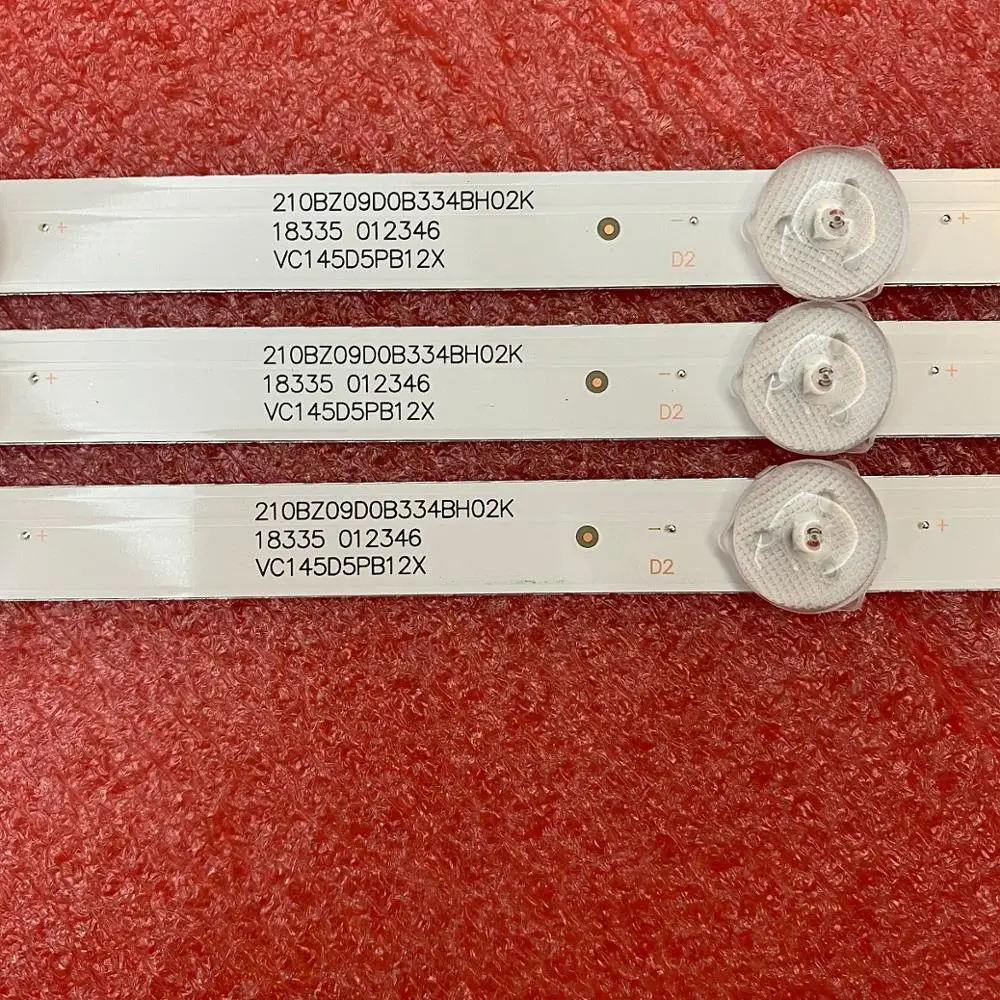 210BZ09D0B334BH02K
18335 012346
VC145D5PB12X
+
- D2 +
210BZ09D0B334BH02K
18335 012346
VC145D5PB12X
+
- D2 +
210BZ09D0B334BH02K
18335 012346
VC145D5PB12X
+
- D2 +